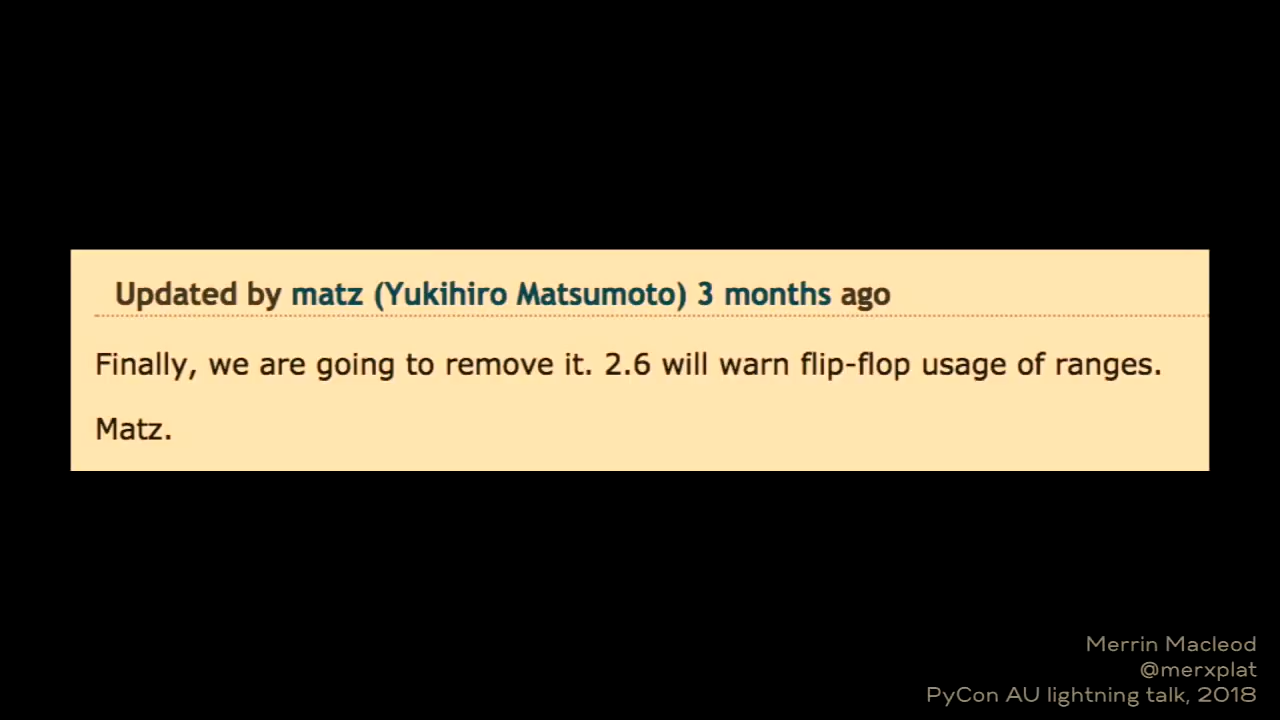 Updated by matz (Yukihiro Matsumoto) 3 months ago
Finally, we are going to remove it. 2.6 will warn flip-flop usage of ranges.
Matz.
Merrin Macleod
@merxplat
PyCon AU lightning talk, 2018